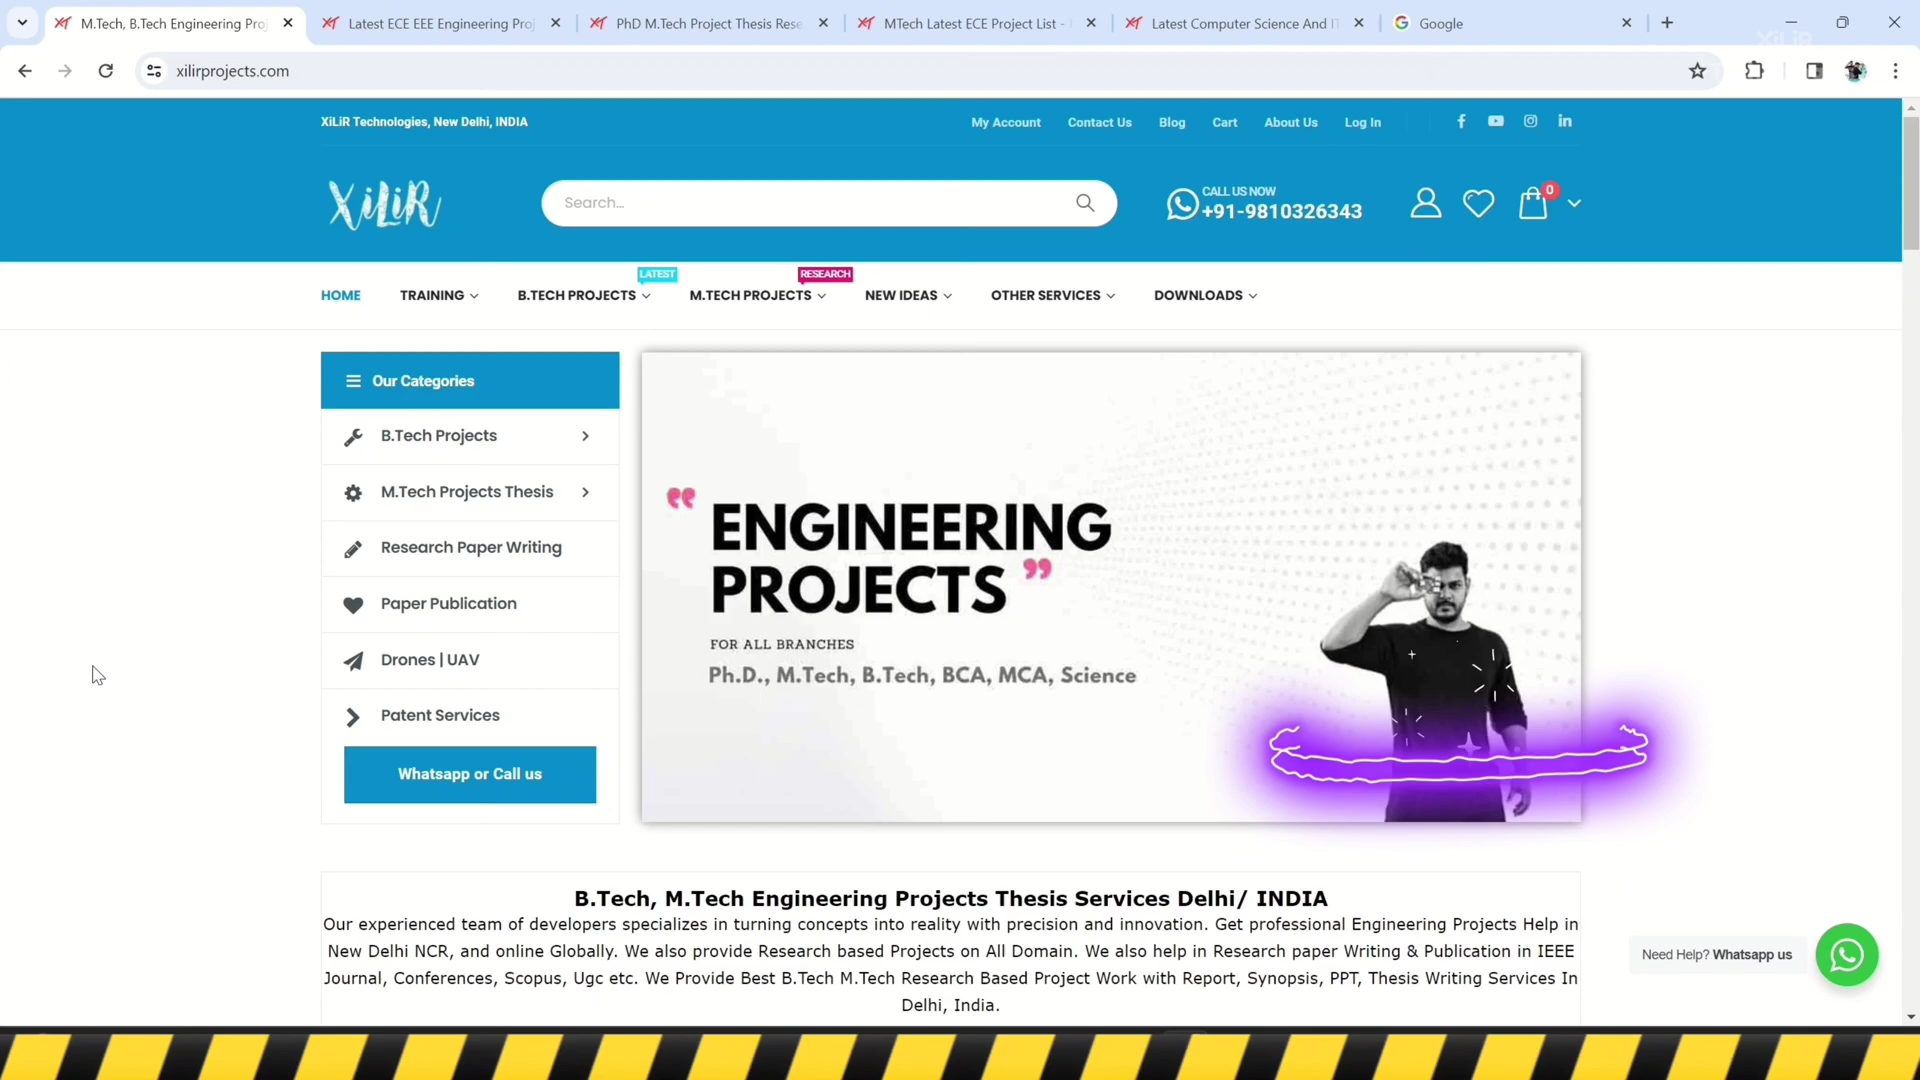 M.Tech, B.Tech Engineering Proj
Latest ECE EEE Engineering Proj
PhD M.Tech Project Thesis Rese
MTech Latest ECE Project List -
Latest Computer Science And IT
Google
XiLiR
xilirprojects.com
XiLiR Technologies, New Delhi, INDIA
My Account
Contact Us
Blog
Cart
About Us
Log In
XiLiR
Search...
CALL US NOW
+91-9810326343
0
LATEST
RESEARCH
HOME
TRAINING
B.TECH PROJECTS
M.TECH PROJECTS
NEW IDEAS
OTHER SERVICES
DOWNLOADS
Our Categories
B.Tech Projects
M.Tech Projects Thesis
Research Paper Writing
Paper Publication
Drones | UAV
Patent Services
Whatsapp or Call us
“ ENGINEERING
PROJECTS ”
FOR ALL BRANCHES
Ph.D., M.Tech, B.Tech, BCA, MCA, Science
B.Tech, M.Tech Engineering Projects Thesis Services Delhi/ INDIA
Our experienced team of developers specializes in turning concepts into reality with precision and innovation. Get professional Engineering Projects Help in
New Delhi NCR, and online Globally. We also provide Research based Projects on All Domain. We also help in Research paper Writing & Publication in IEEE
Journal, Conferences, Scopus, Ugc etc. We Provide Best B.Tech M.Tech Research Based Project Work with Report, Synopsis, PPT, Thesis Writing Services In
Delhi, India.
Need Help? Whatsapp us